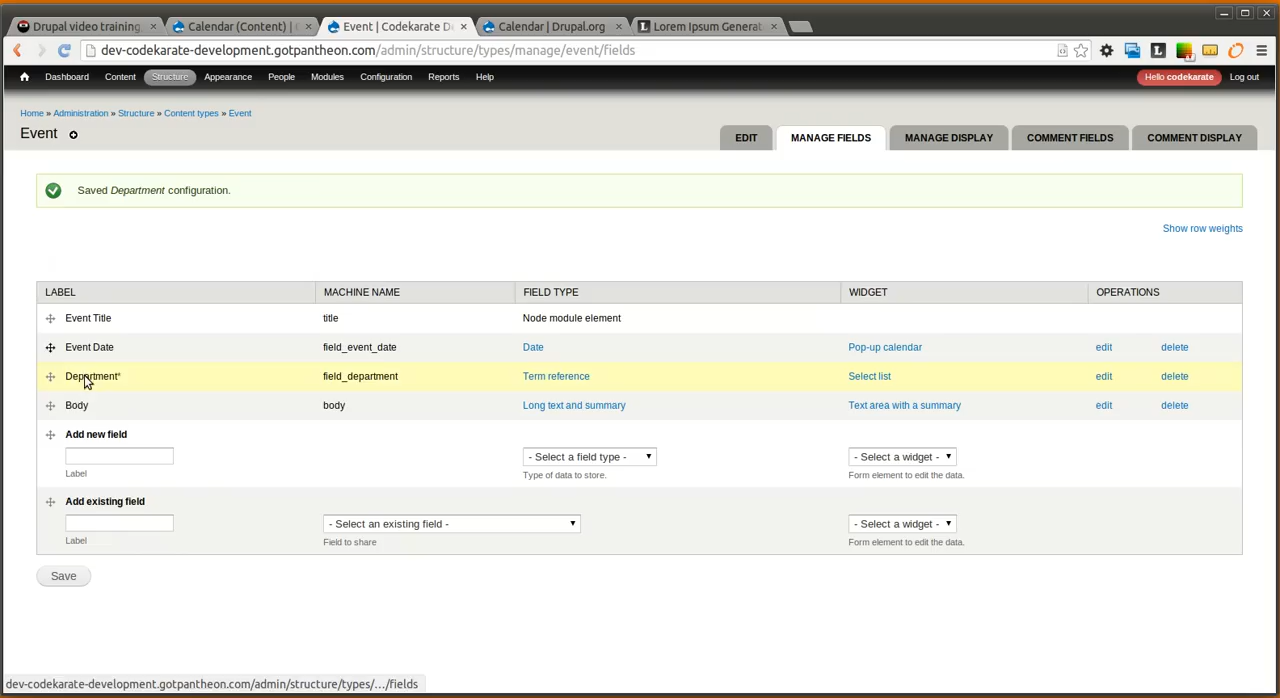 Drupal video training,
Calendar (Content) |
Event | Codekarate De
Calendar | Drupal.org
Lorem Ipsum Generat
dev-codekarate-development.gotpantheon.com/admin/structure/types/manage/event/fields
Dashboard Content Structure Appearance People Modules Configuration Reports Help
Hello codekarate Log out
Home » Administration » Structure » Content types » Event
Event
EDIT MANAGE FIELDS MANAGE DISPLAY COMMENT FIELDS COMMENT DISPLAY
Saved Department configuration.
Show row weights
LABEL MACHINE NAME FIELD TYPE WIDGET OPERATIONS
Event Title title Node module element
Event Date field_event_date Date Pop-up calendar edit delete
Department* field_department Term reference Select list edit delete
Body body Long text and summary Text area with a summary edit delete
Add new field
- Select a field type - - Select a widget -
Label Type of data to store. Form element to edit the data.
Add existing field
- Select an existing field - - Select a widget -
Label Field to share Form element to edit the data.
Save
dev-codekarate-development.gotpantheon.com/admin/structure/types/.../fields